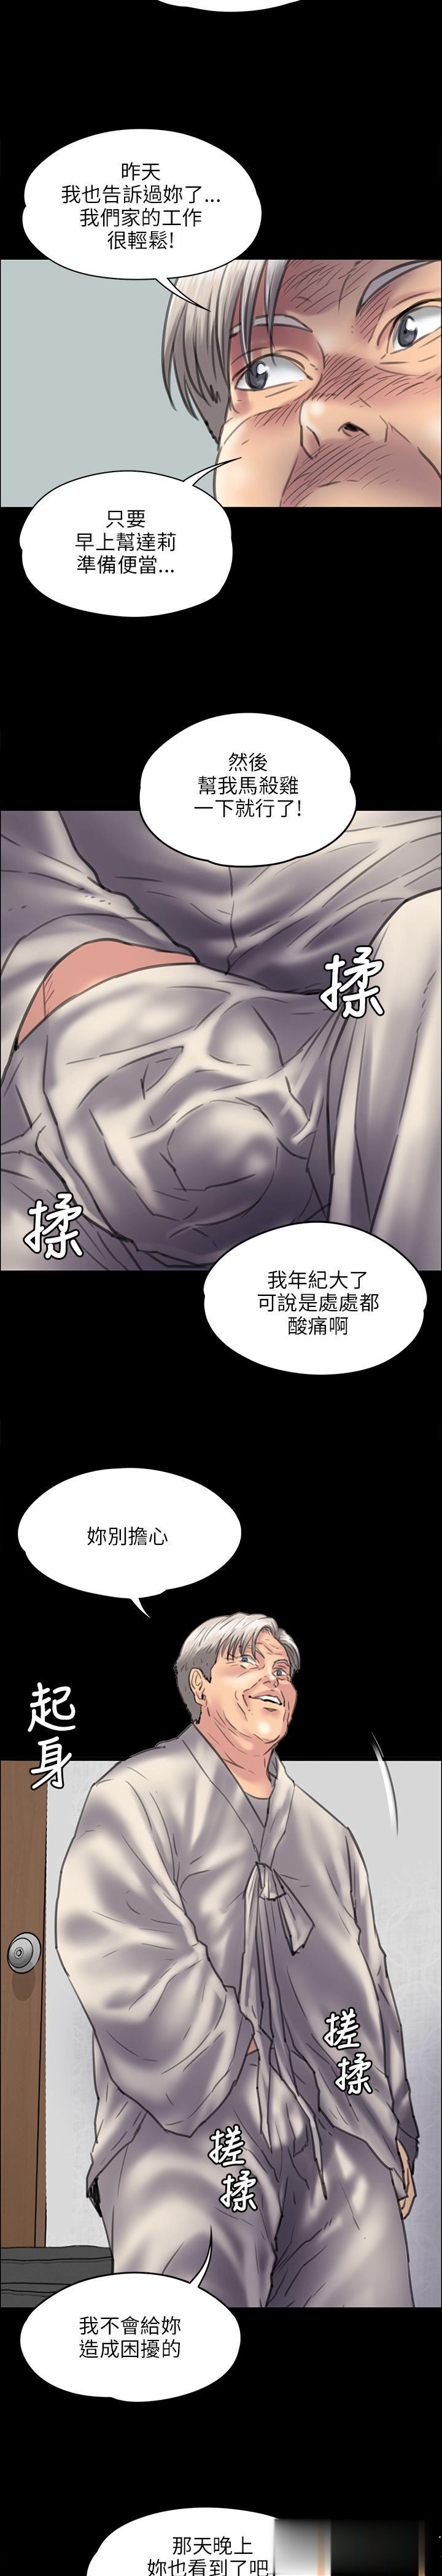 昨天
我也告訴過妳了...
我們家的工作
很輕鬆!
只要
早上幫達莉
準備便當...
然後
幫我馬殺雞
一下就行了!
揉
揉
我年紀大了
可說是處處都
酸痛啊
妳別擔心
起身
搓揉
搓揉
我不會給妳
造成困擾的
那天晚上
妳也看到了吧